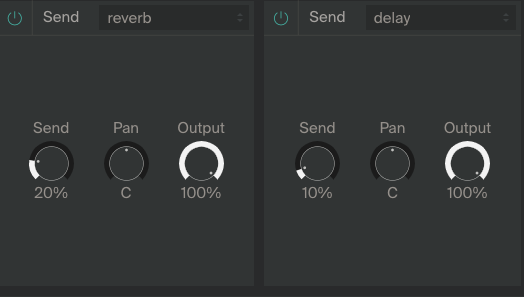 Send reverb
Send Pan Output
20% C 100%
Send delay
Send Pan Output
10% C 100%